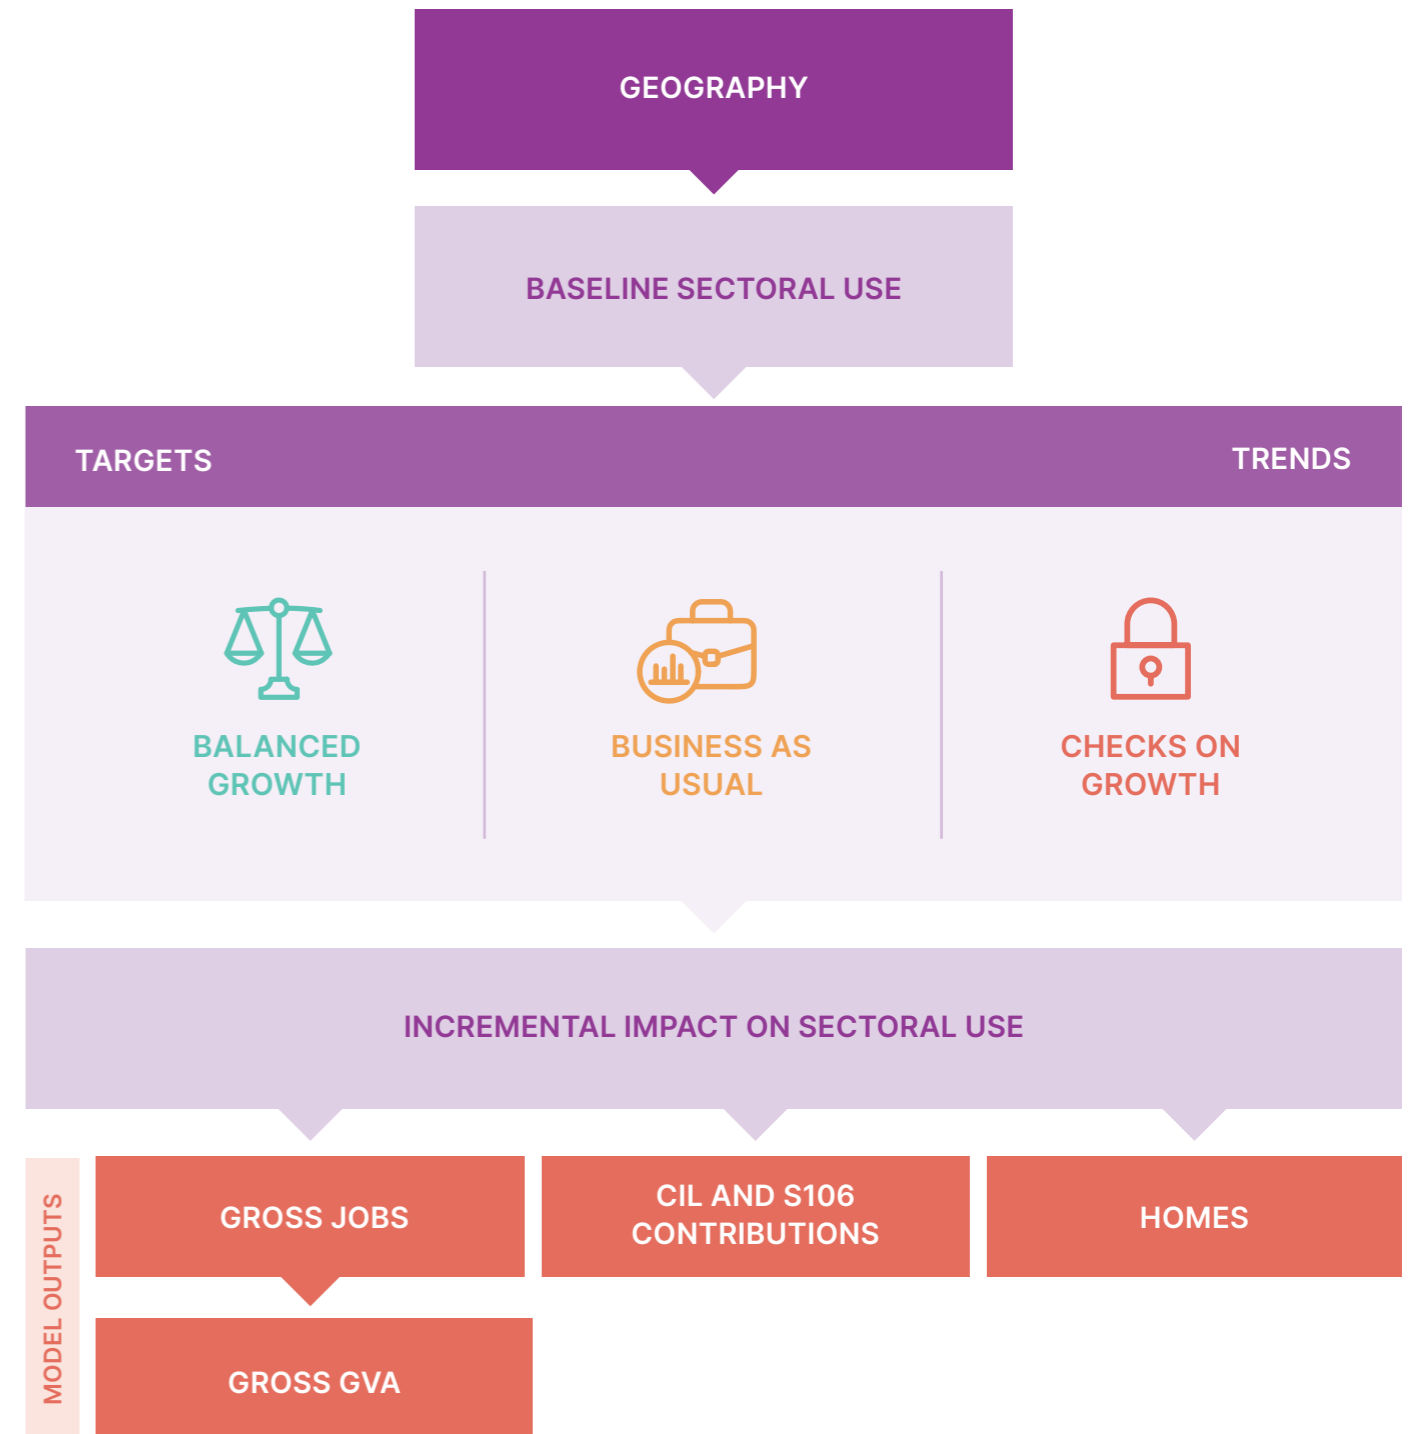 GEOGRAPHY
BASELINE SECTORAL USE
TARGETS
TRENDS
BALANCED
GROWTH
BUSINESS AS
USUAL
CHECKS ON
GROWTH
INCREMENTAL IMPACT ON SECTORAL USE
MODEL OUTPUTS
GROSS JOBS
CIL AND S106
CONTRIBUTIONS
HOMES
GROSS GVA